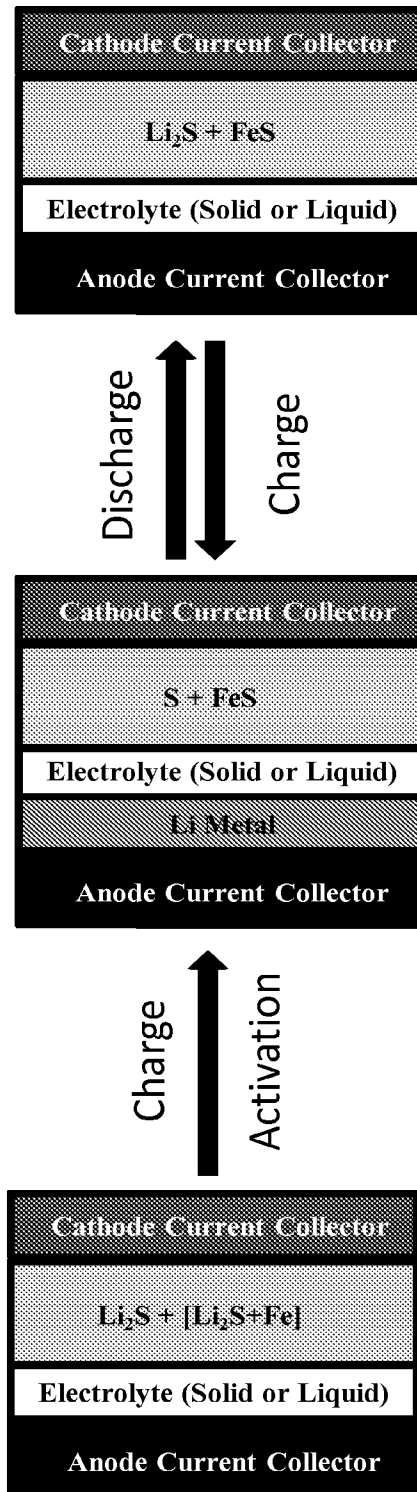 Cathode Current Collector
Li₂S + FeS
Electrolyte (Solid or Liquid)
Anode Current Collector
Discharge
Charge
Cathode Current Collector
S + FeS
Electrolyte (Solid or Liquid)
Li Metal
Anode Current Collector
Charge
Activation
Cathode Current Collector
Li₂S + [Li₂S+Fe]
Electrolyte (Solid or Liquid)
Anode Current Collector